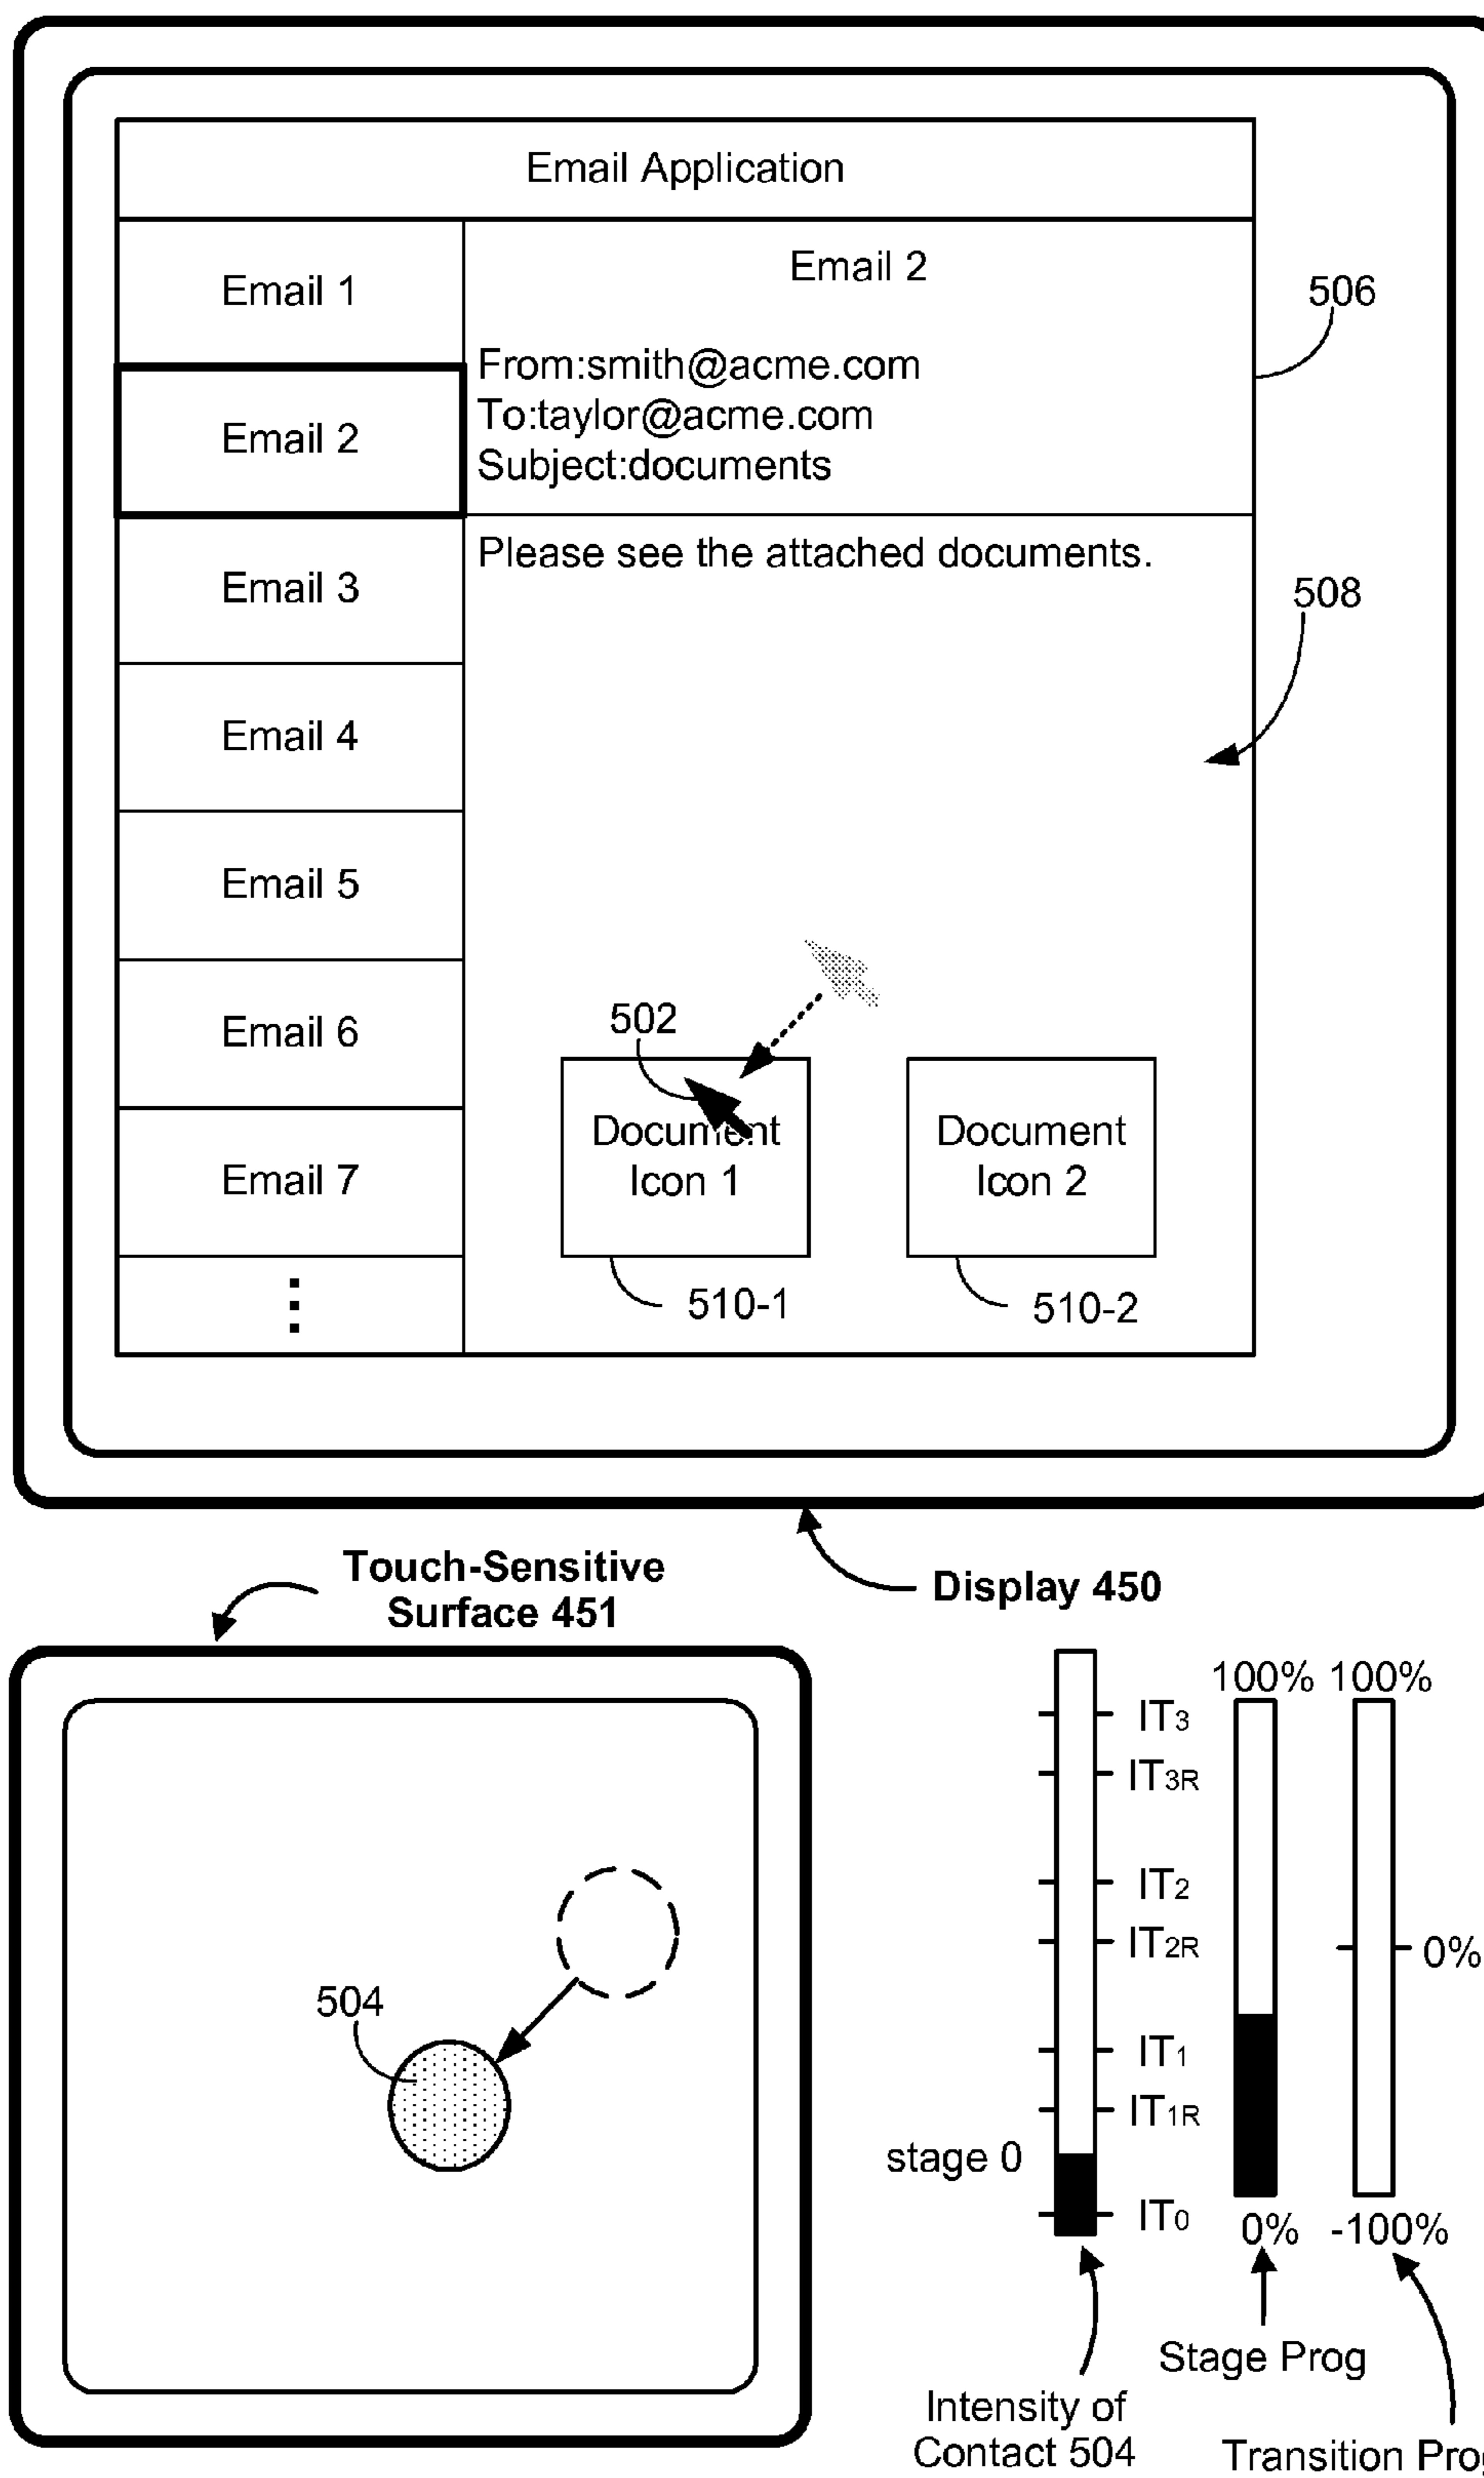 Email Application
Email 1
Email 2
Email 3
Email 4
Email 5
Email 6
Email 7
Email 2
From:smith@acme.com
To:taylor@acme.com
Subject:documents
Please see the attached documents.
506
508
502
Document
Icon 1
Document
Icon 2
510-1
510-2
Touch-Sensitive
Surface 451
Display 450
504
stage 0
IT3
IT3R
IT2
IT2R
IT1
IT1R
IT0
100%
0%
100%
0%
-100%
Intensity of
Contact 504
Stage Prog
Transition